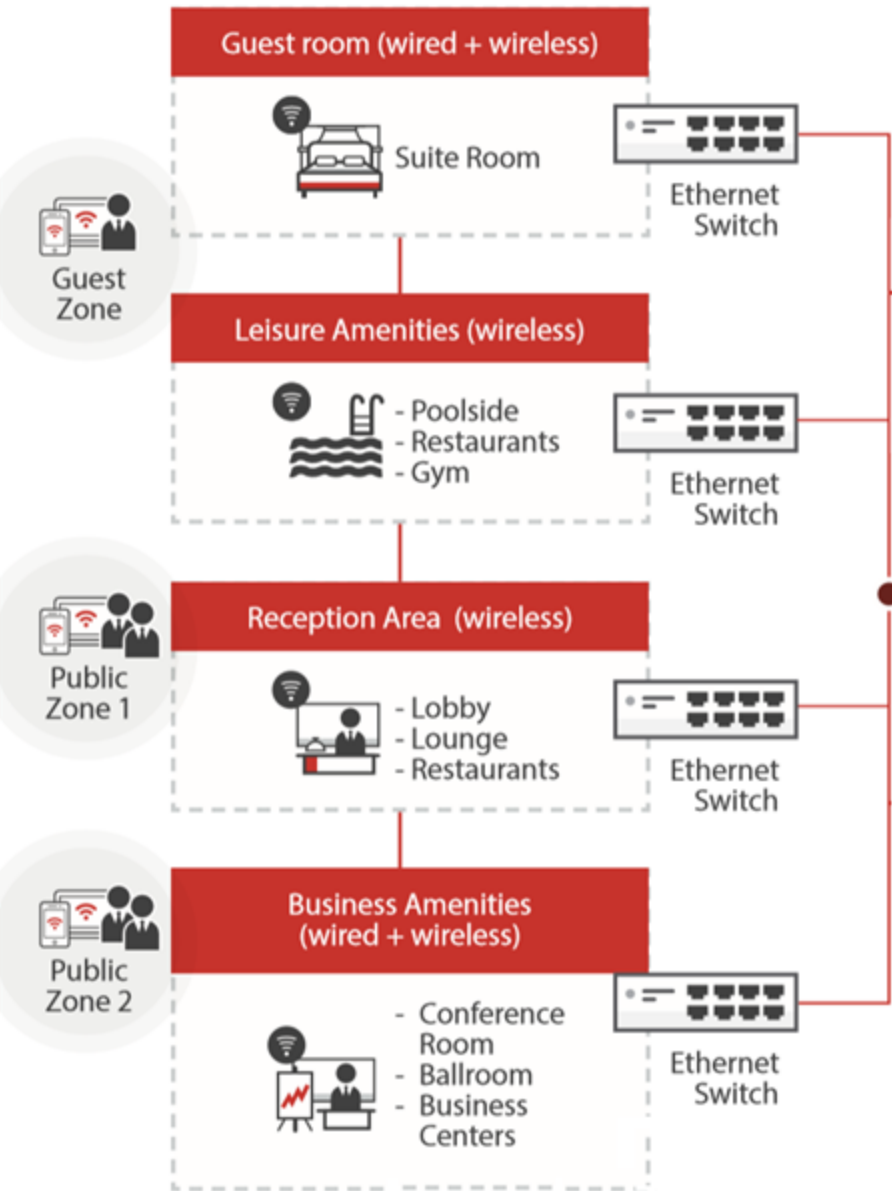 Guest room (wired + wireless)
Suite Room
Ethernet
Switch
Guest
Zone
Leisure Amenities (wireless)
- Poolside
- Restaurants
- Gym
Ethernet
Switch
Reception Area (wireless)
Public
Zone 1
- Lobby
- Lounge
- Restaurants
Ethernet
Switch
Business Amenities
(wired + wireless)
Public
Zone 2
- Conference
Room
- Ballroom
- Business
Centers
Ethernet
Switch